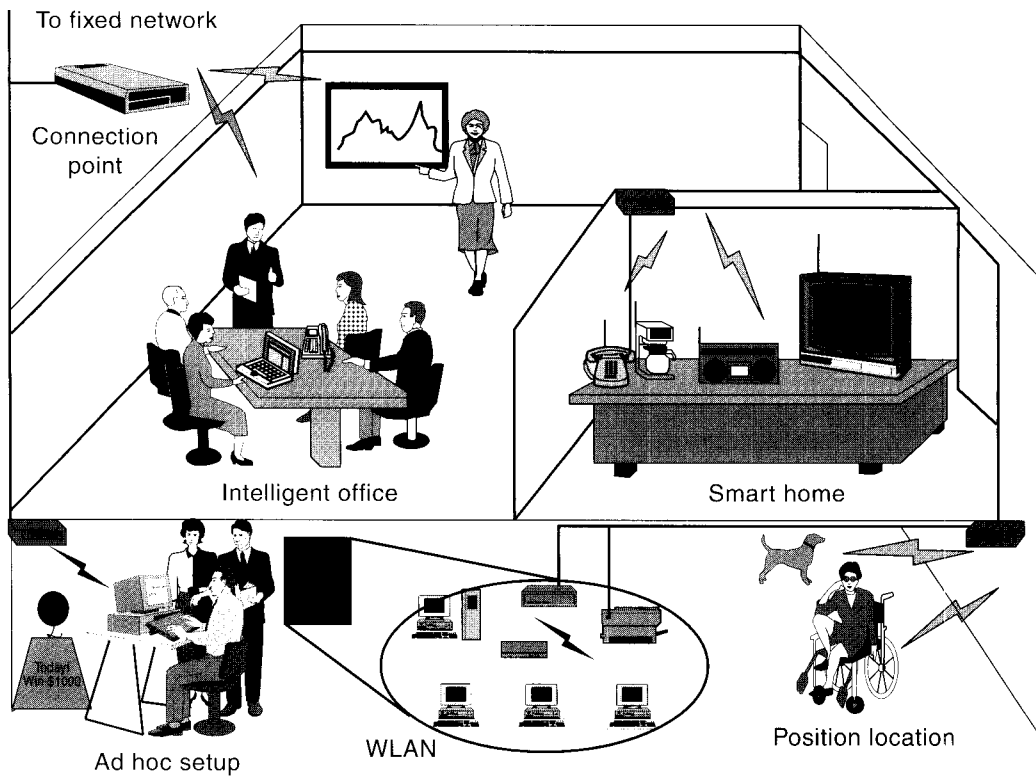 To fixed network
Connection
point
Intelligent office
Smart home
Today!
Win $1000
Ad hoc setup
WLAN
Position location